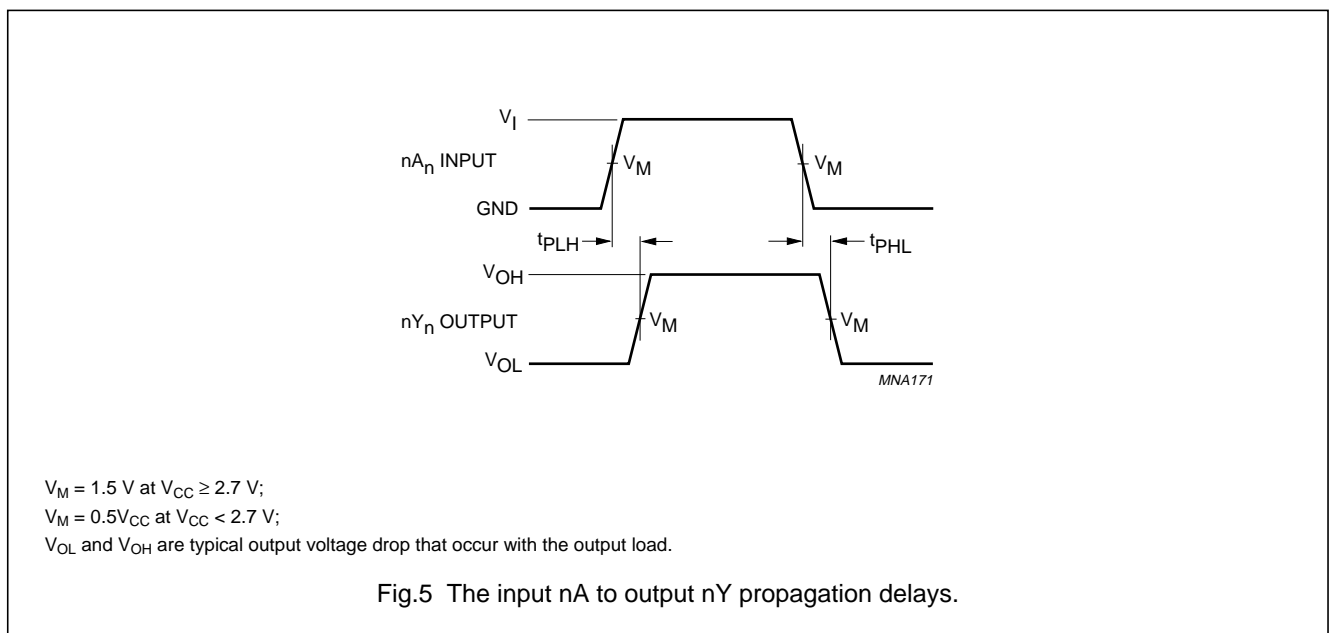 V_I
nA_n INPUT
V_M
V_M
GND
t_PLH
t_PHL
V_OH
nY_n OUTPUT
V_M
V_M
V_OL
MNA171
V_M = 1.5 V at V_CC ≥ 2.7 V;
V_M = 0.5V_CC at V_CC < 2.7 V;
V_OL and V_OH are typical output voltage drop that occur with the output load.
Fig.5 The input nA to output nY propagation delays.